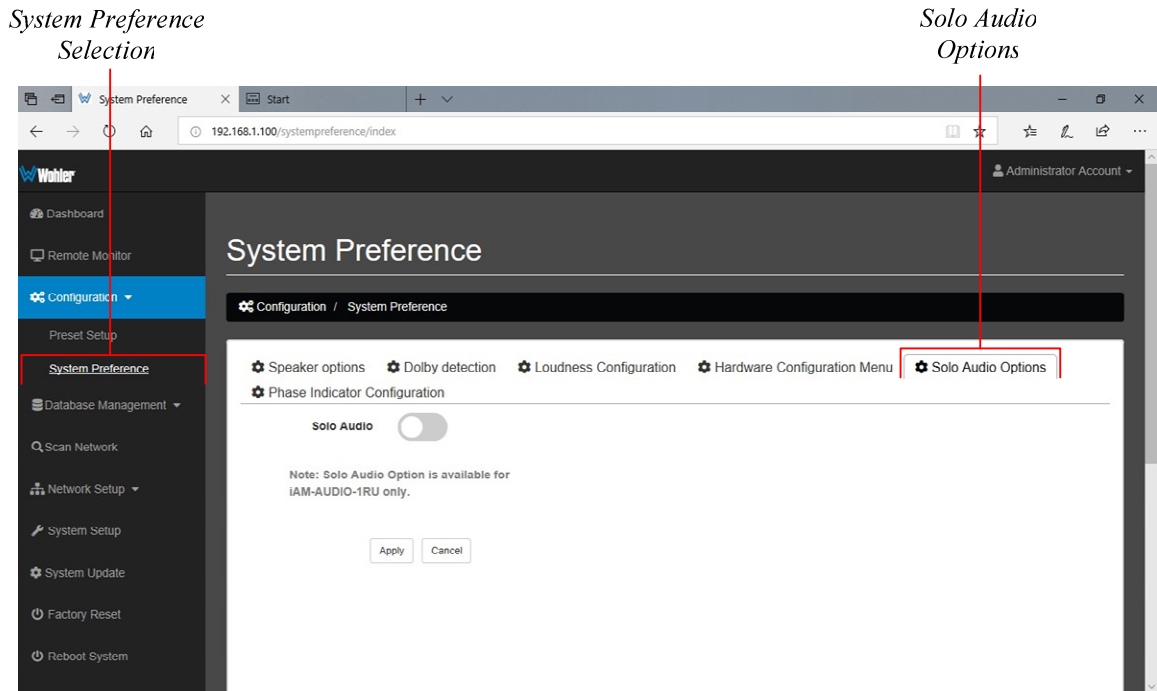 System Preference
Selection
Solo Audio
Options
System Preference
Start
192.168.1.100/systempreference/index
Wohler
Administrator Account
Dashboard
Remote Monitor
Configuration
Preset Setup
System Preference
Database Management
Scan Network
Network Setup
System Setup
System Update
Factory Reset
Reboot System
System Preference
Configuration / System Preference
Speaker options Dolby detection Loudness Configuration Hardware Configuration Menu Solo Audio Options
Phase Indicator Configuration
Solo Audio
Note: Solo Audio Option is available for
iAM-AUDIO-1RU only.
Apply Cancel